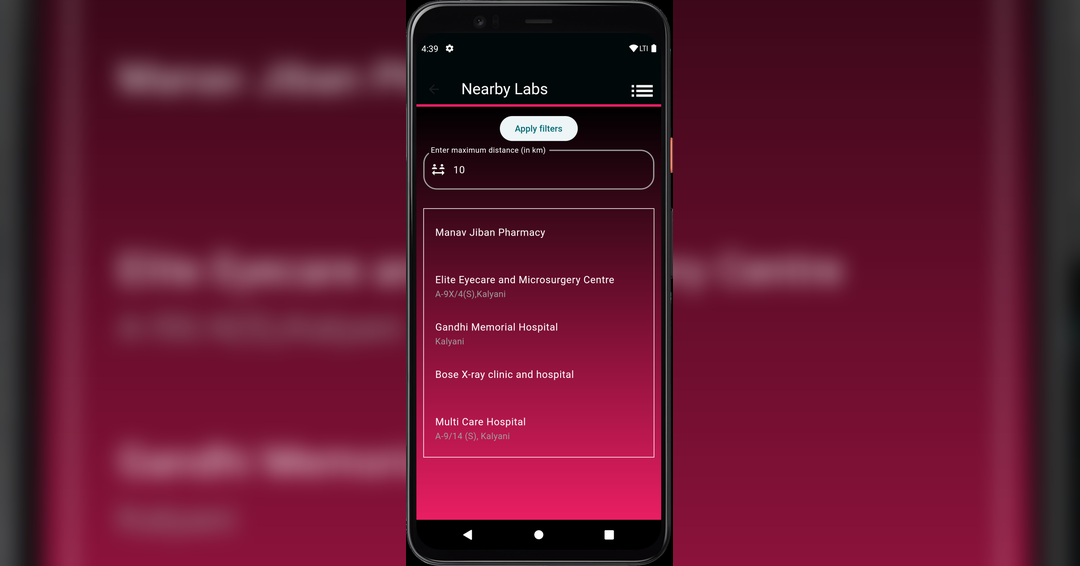 4:39
LTE
Nearby Labs
Apply filters
Enter maximum distance (in km)
10
Manav Jiban Pharmacy
Elite Eyecare and Microsurgery Centre
A-9X/4(S),Kalyani
Gandhi Memorial Hospital
Kalyani
Bose X-ray clinic and hospital
Multi Care Hospital
A-9/14 (S), Kalyani